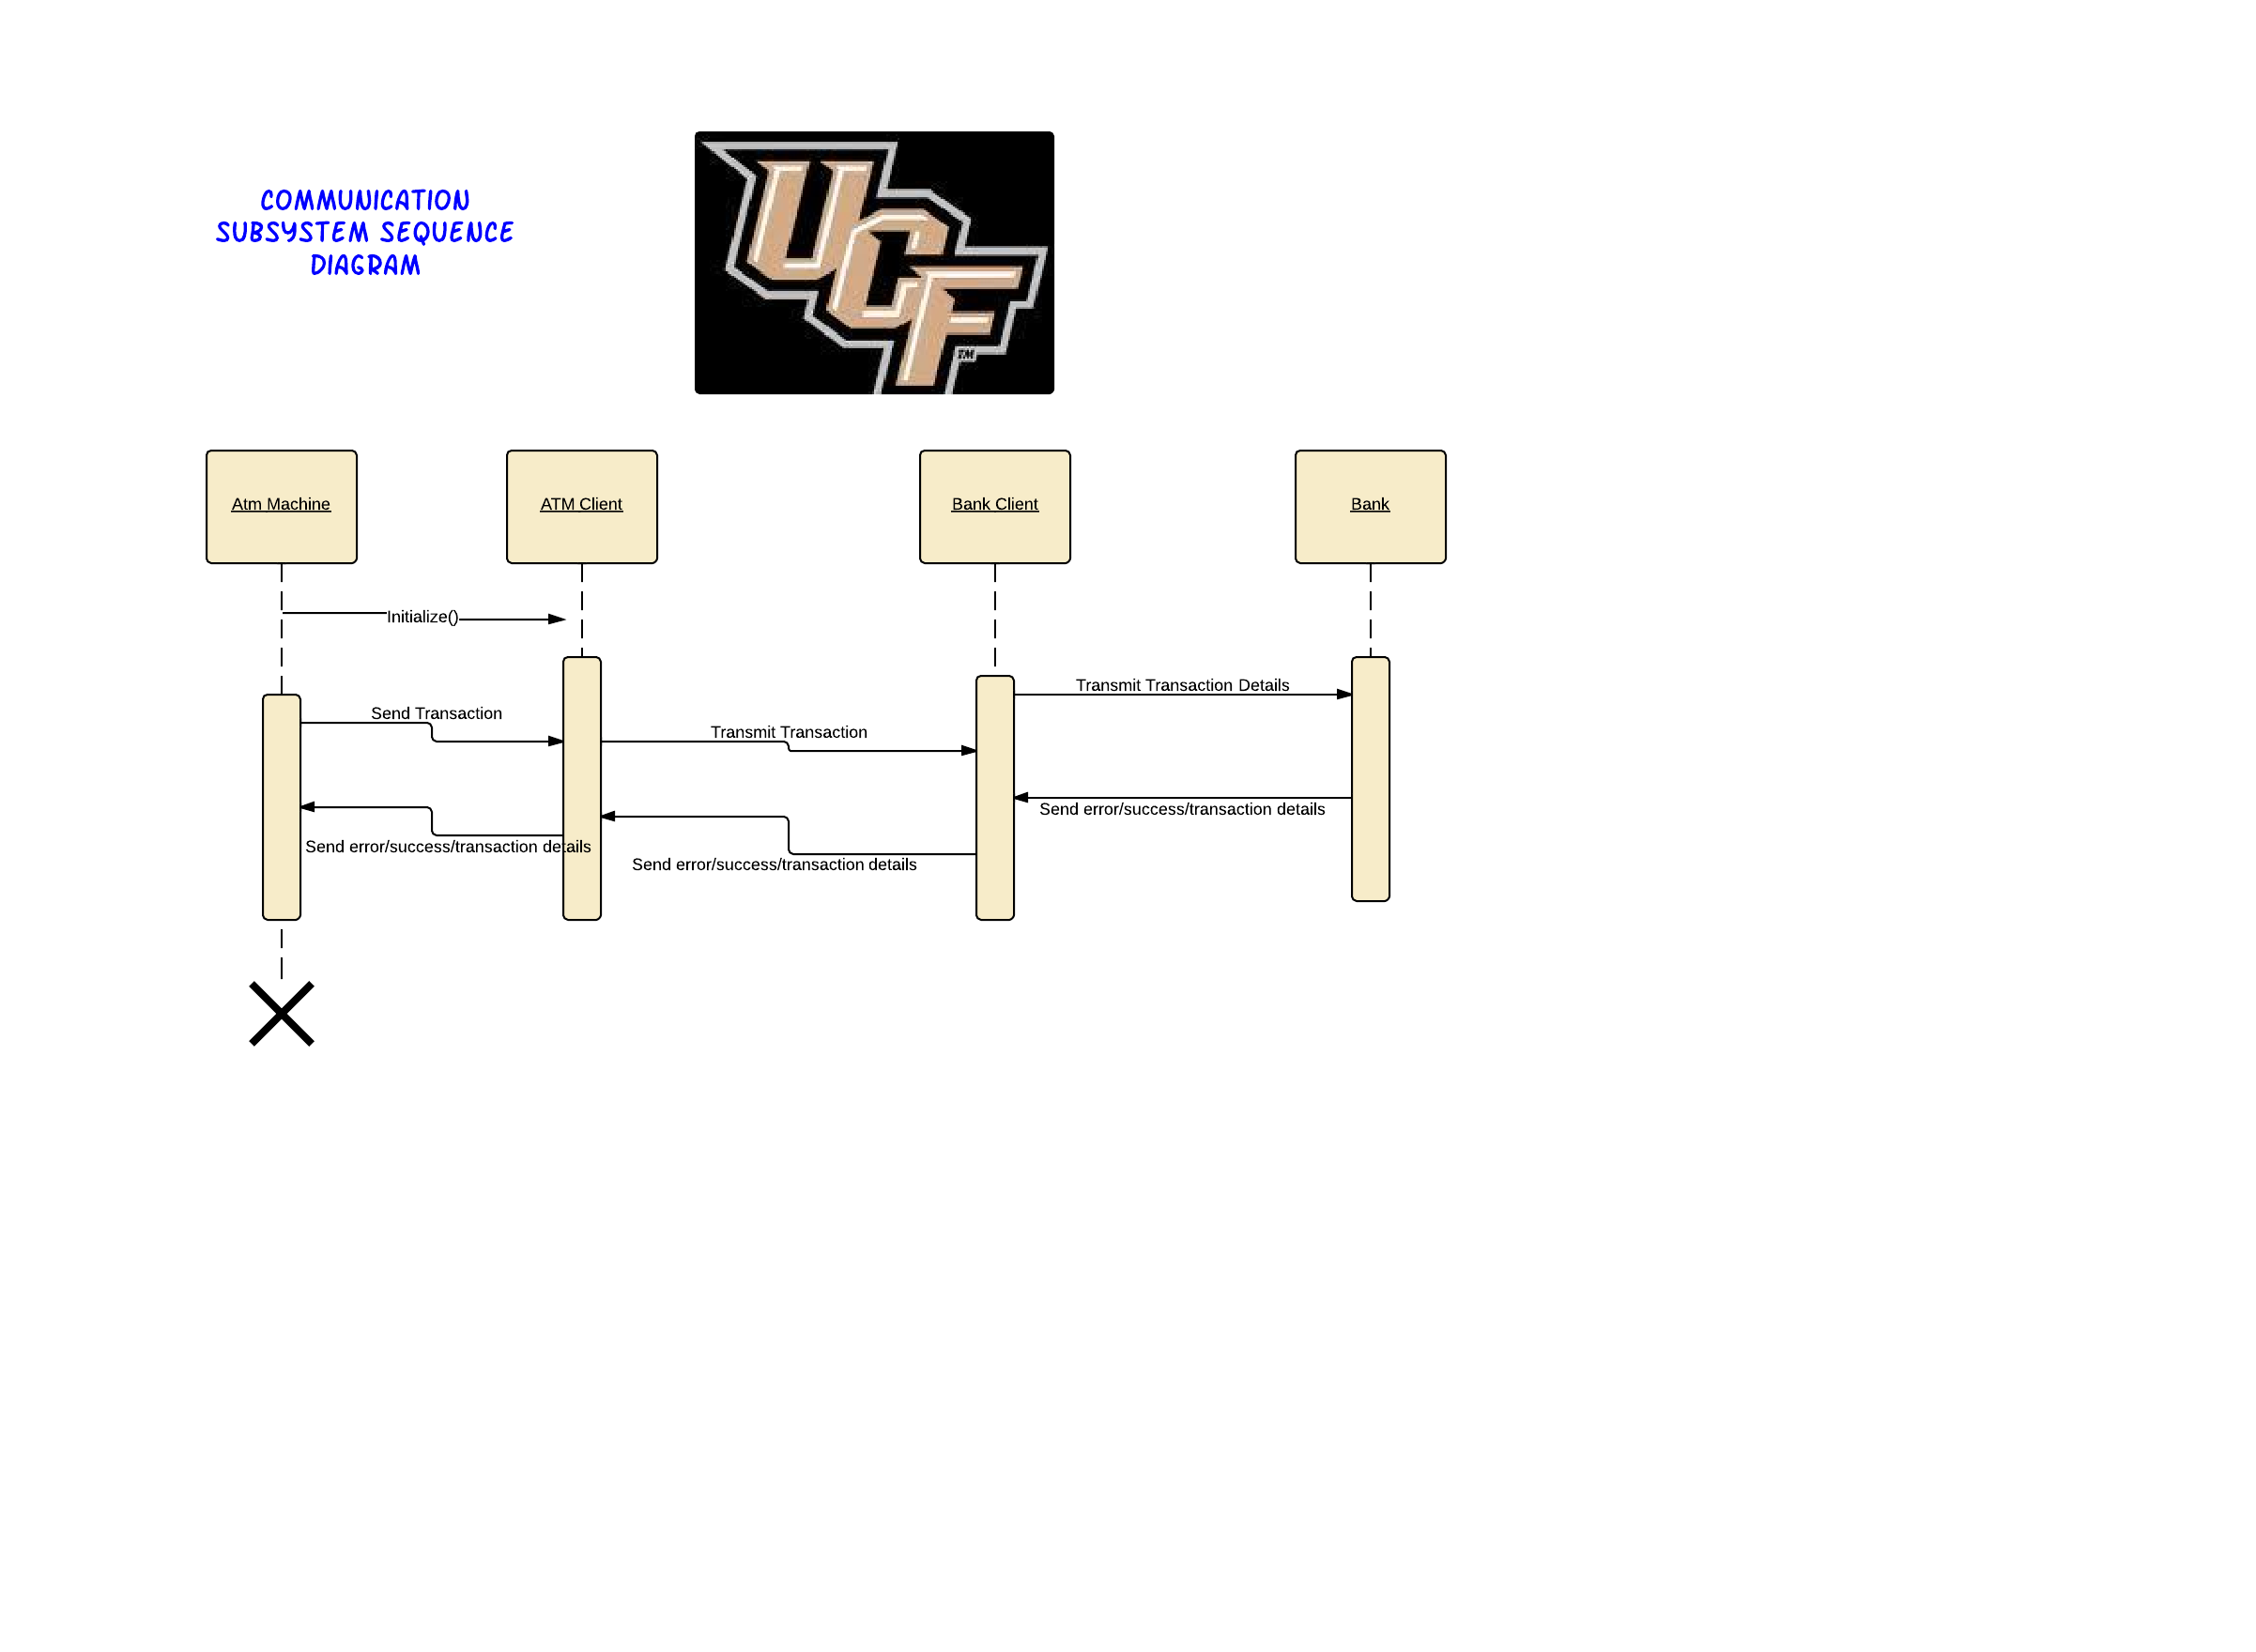 COMMUNICATION
SUBSYSTEM SEQUENCE
DIAGRAM
UCF
TM
Atm Machine
ATM Client
Bank Client
Bank
Initialize()
Transmit Transaction Details
Send Transaction
Transmit Transaction
Send error/success/transaction details
Send error/success/transaction details
Send error/success/transaction details